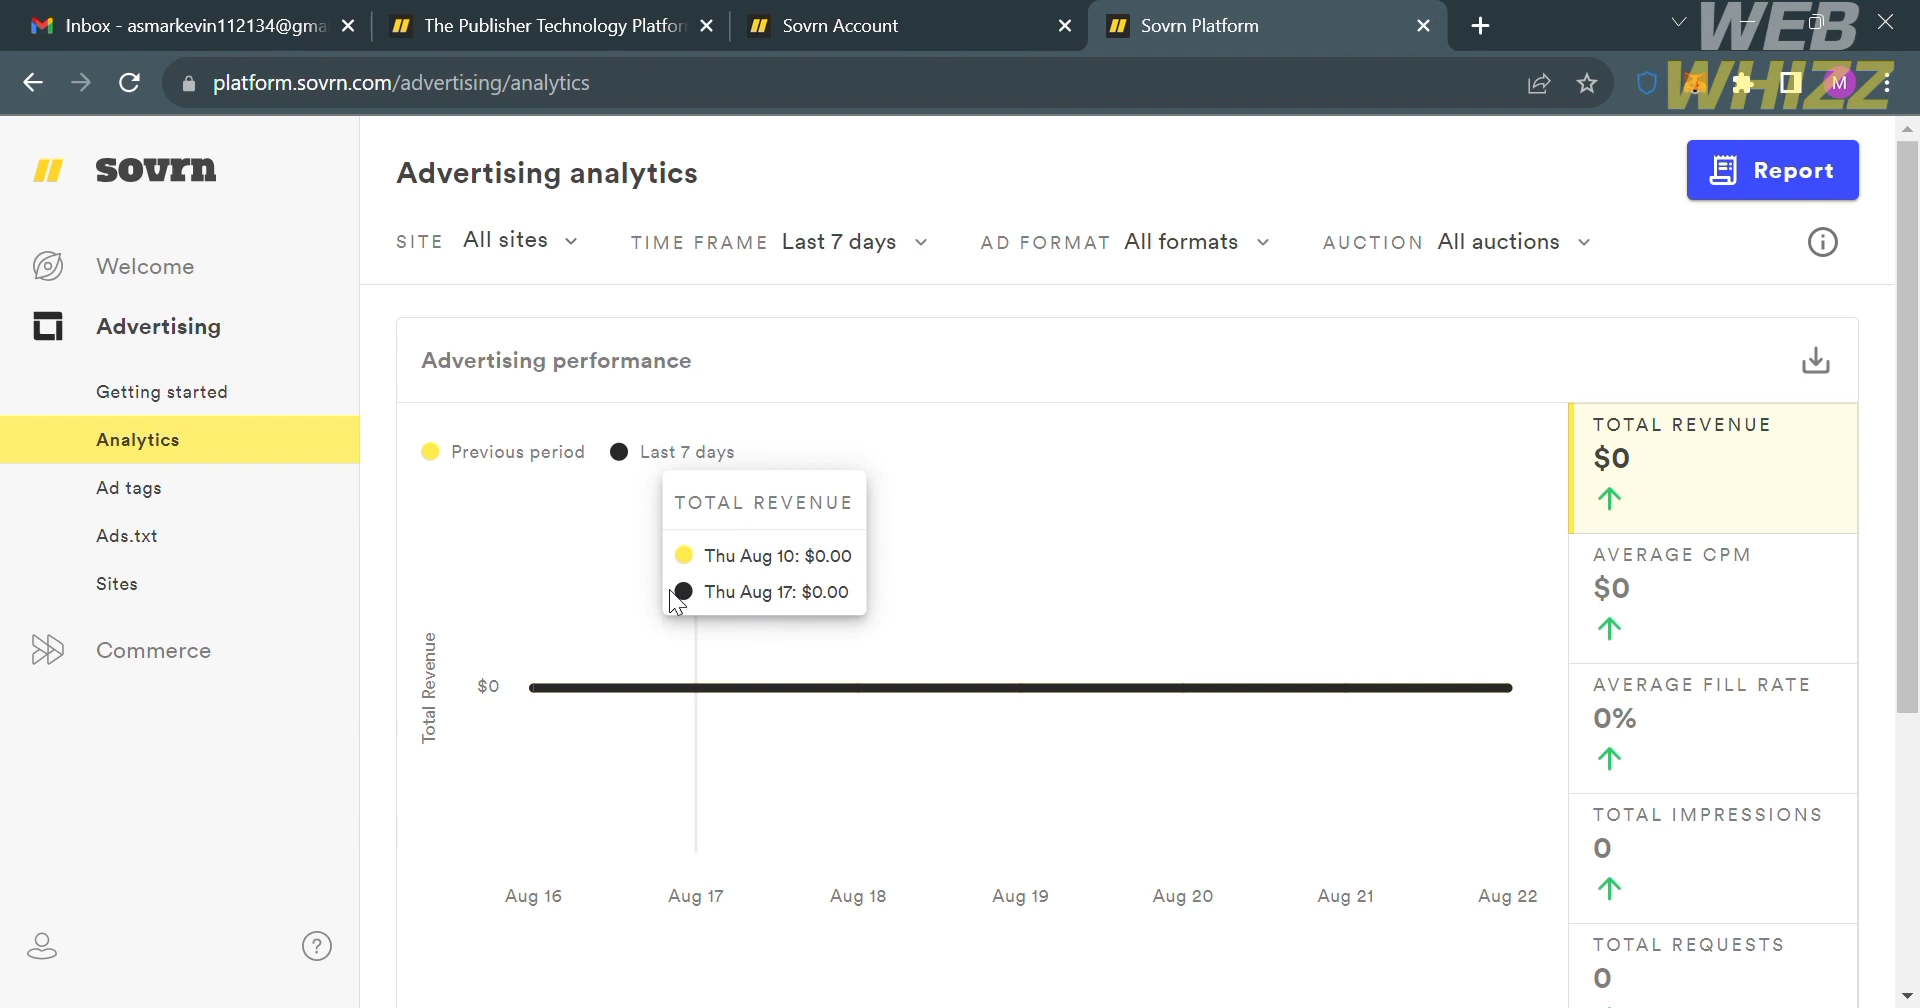 Inbox - asmarkevin112134@gma
The Publisher Technology Platfor
Sovrn Account
Sovrn Platform
WEB
WHIZZ
platform.sovrn.com/advertising/analytics
M
sovrn
Advertising analytics
Report
SITE All sites
TIME FRAME Last 7 days
AD FORMAT All formats
AUCTION All auctions
Welcome
Advertising
Getting started
Analytics
Ad tags
Ads.txt
Sites
Commerce
Advertising performance
Previous period
Last 7 days
TOTAL REVENUE
Thu Aug 10: $0.00
Thu Aug 17: $0.00
Total Revenue
$0
Aug 16
Aug 17
Aug 18
Aug 19
Aug 20
Aug 21
Aug 22
TOTAL REVENUE
$0
AVERAGE CPM
$0
AVERAGE FILL RATE
0%
TOTAL IMPRESSIONS
0
TOTAL REQUESTS
0